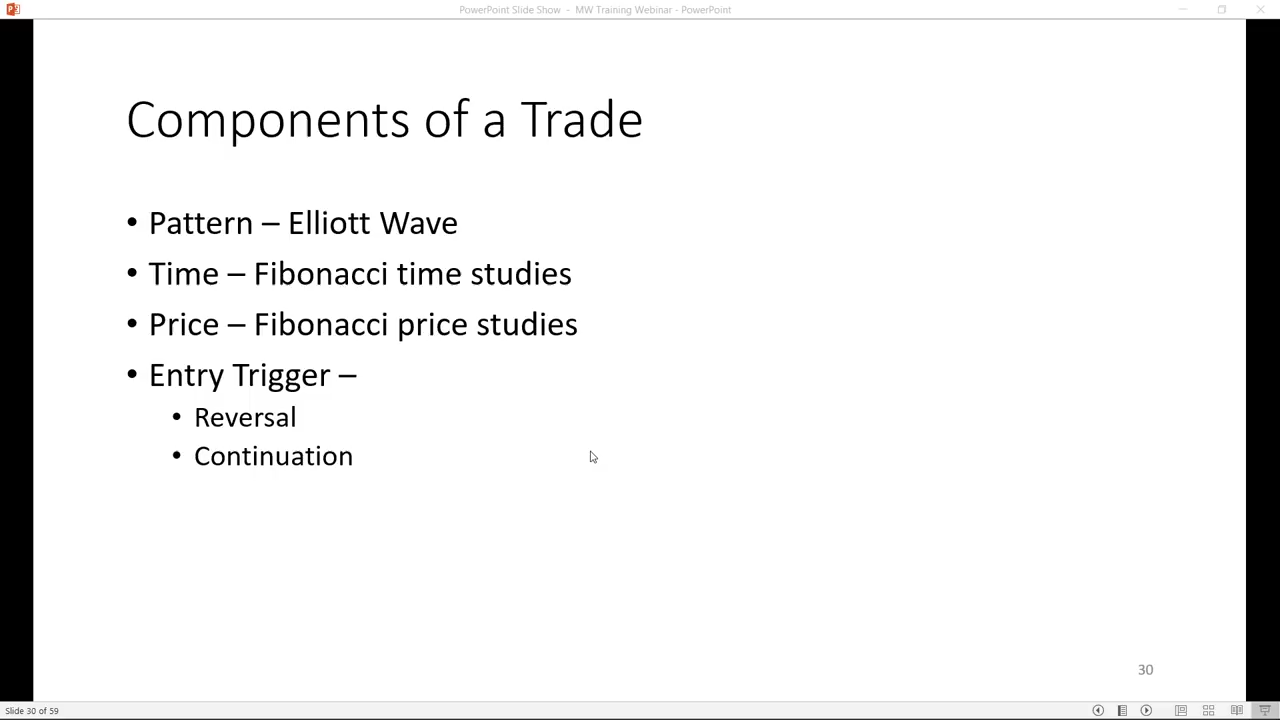 PowerPoint Slide Show - MW Training Webinar - PowerPoint
Components of a Trade
• Pattern – Elliott Wave
• Time – Fibonacci time studies
• Price – Fibonacci price studies
• Entry Trigger –
• Reversal
• Continuation
30
Slide 30 of 59